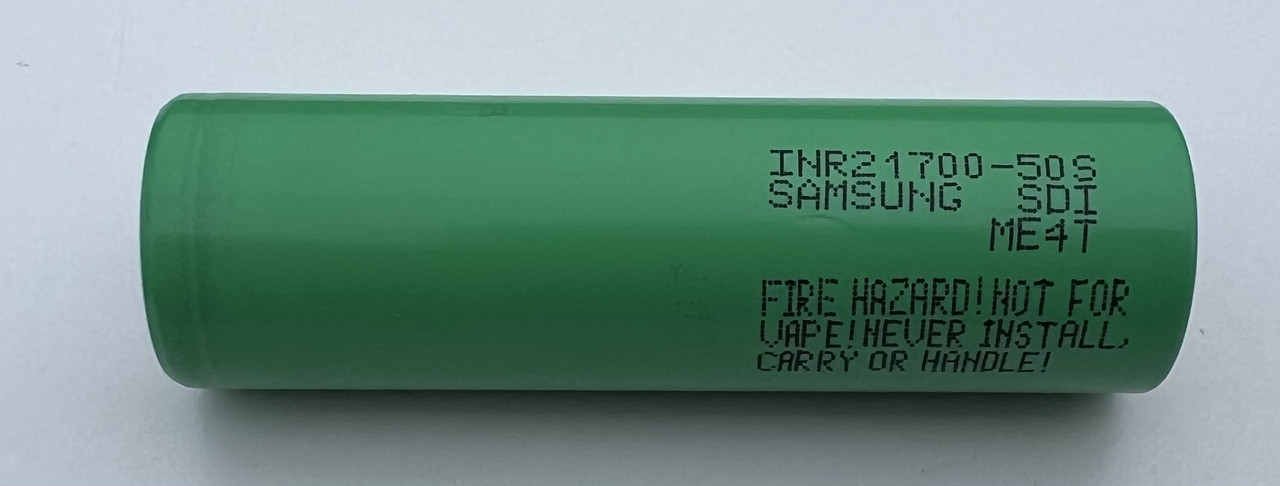 INR21700-50S
SAMSUNG SDI
ME4T
FIRE HAZARD!NOT FOR
VAPE!NEVER INSTALL,
CARRY OR HANDLE!